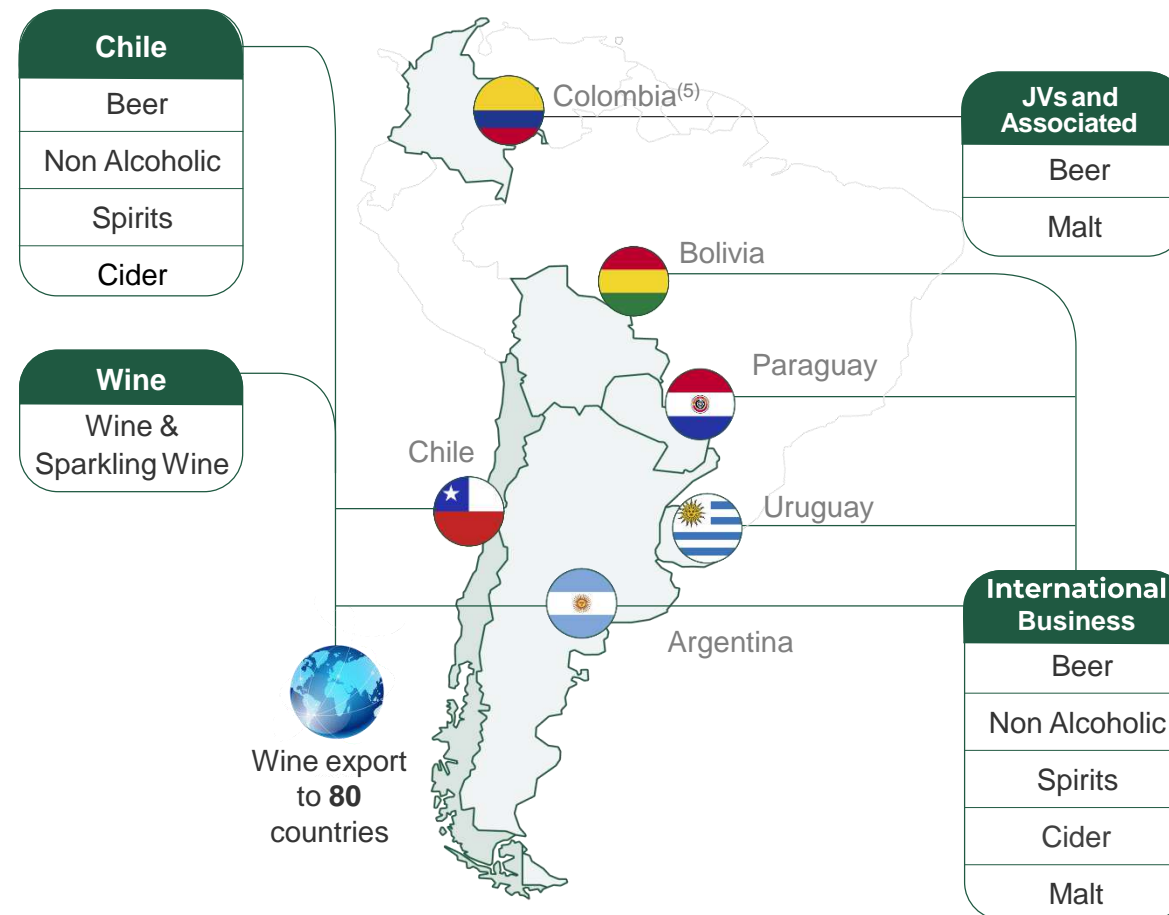 Chile
Beer
Non Alcoholic
Spirits
Cider
Wine
Wine &
Sparkling Wine
Colombia(5)
Bolivia
Paraguay
Chile
Uruguay
Argentina
Wine export
to 80
countries
JVs and
Associated
Beer
Malt
International
Business
Beer
Non Alcoholic
Spirits
Cider
Malt